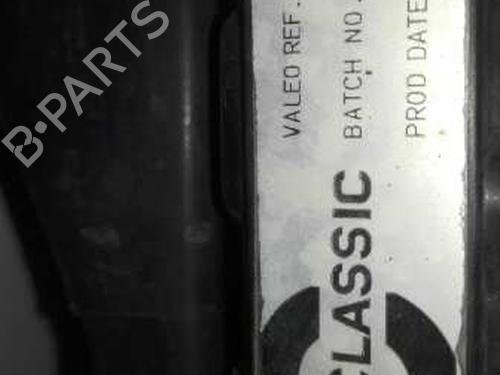 B-PARTS
VALEO REF.
BATCH NO.
PROD DATE
CLASSIC